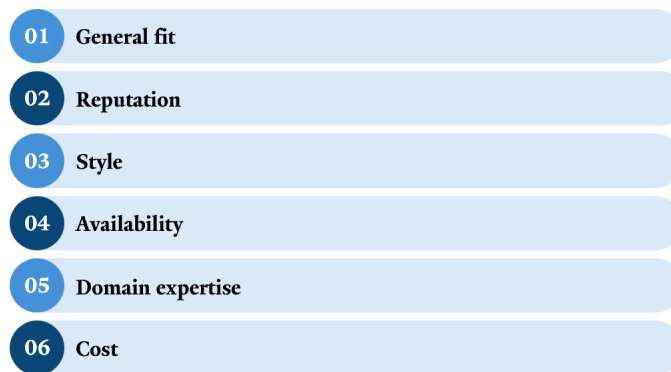 01 General fit
02 Reputation
03 Style
04 Availability
05 Domain expertise
06 Cost